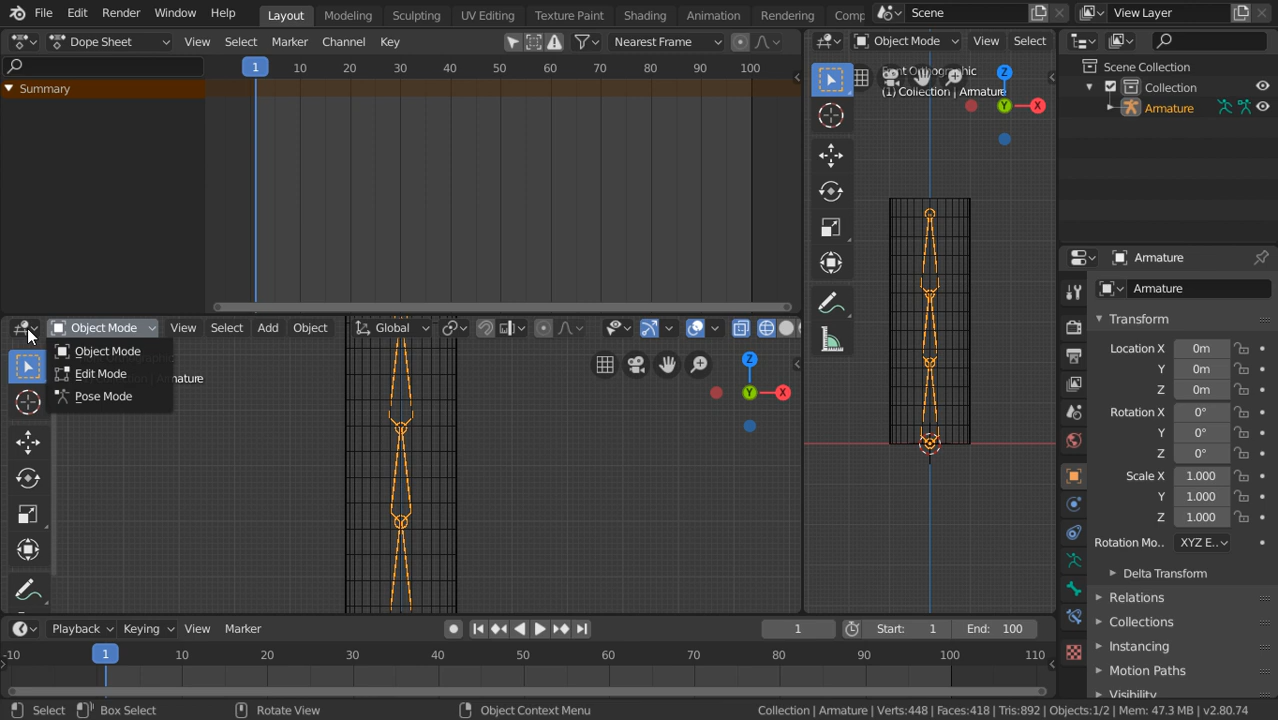 File Edit Render Window Help Layout Modeling Sculpting UV Editing Texture Paint Shading Animation Rendering Comp Scene View Layer
Dope Sheet View Select Marker Channel Key Nearest Frame
Object Mode View Select
1 10 20 30 40 50 60 70 80 90 100
Summary
Front Orthographic
(1) Collection | Armature
Z
Y
X
Scene Collection
Collection
Armature
Armature
Armature
Transform
Location X 0m
Y 0m
Z 0m
Rotation X 0°
Y 0°
Z 0°
Scale X 1.000
Y 1.000
Z 1.000
Rotation Mo.. XYZ E..
Delta Transform
Relations
Collections
Instancing
Motion Paths
Visibility
Object Mode View Select Add Object Global
Object Mode
Edit Mode
Pose Mode
Z
Y
X
Playback Keying View Marker 1 Start: 1 End: 100
-10 1 10 20 30 40 50 60 70 80 90 100 110
Select Box Select Rotate View Object Context Menu Collection | Armature | Verts:448 | Faces:418 | Tris:892 | Objects:1/2 | Mem: 47.3 MB | v2.80.74